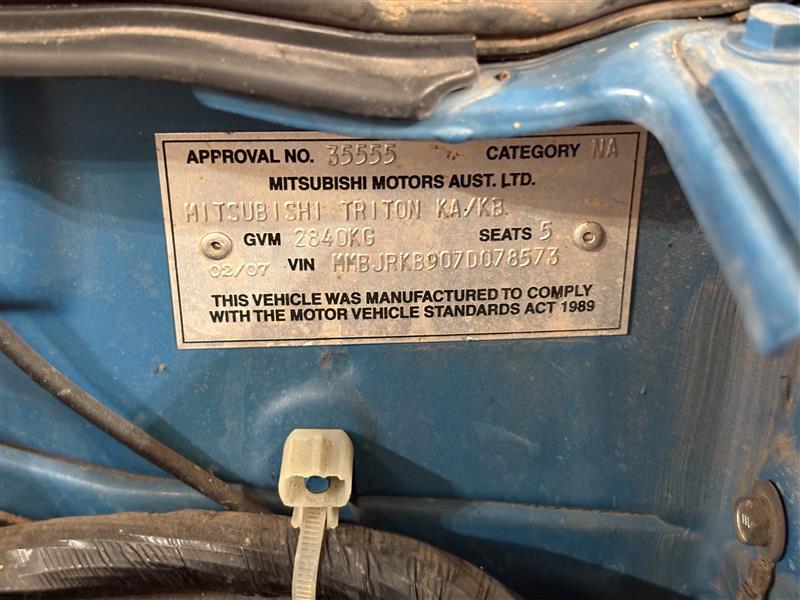 APPROVAL NO. 35555 CATEGORY NA
MITSUBISHI MOTORS AUST. LTD.
MITSUBISHI TRITON KA/KB
GVM 2840KG SEATS 5
02/07 VIN MMBJRKB907D078573
THIS VEHICLE WAS MANUFACTURED TO COMPLY
WITH THE MOTOR VEHICLE STANDARDS ACT 1989